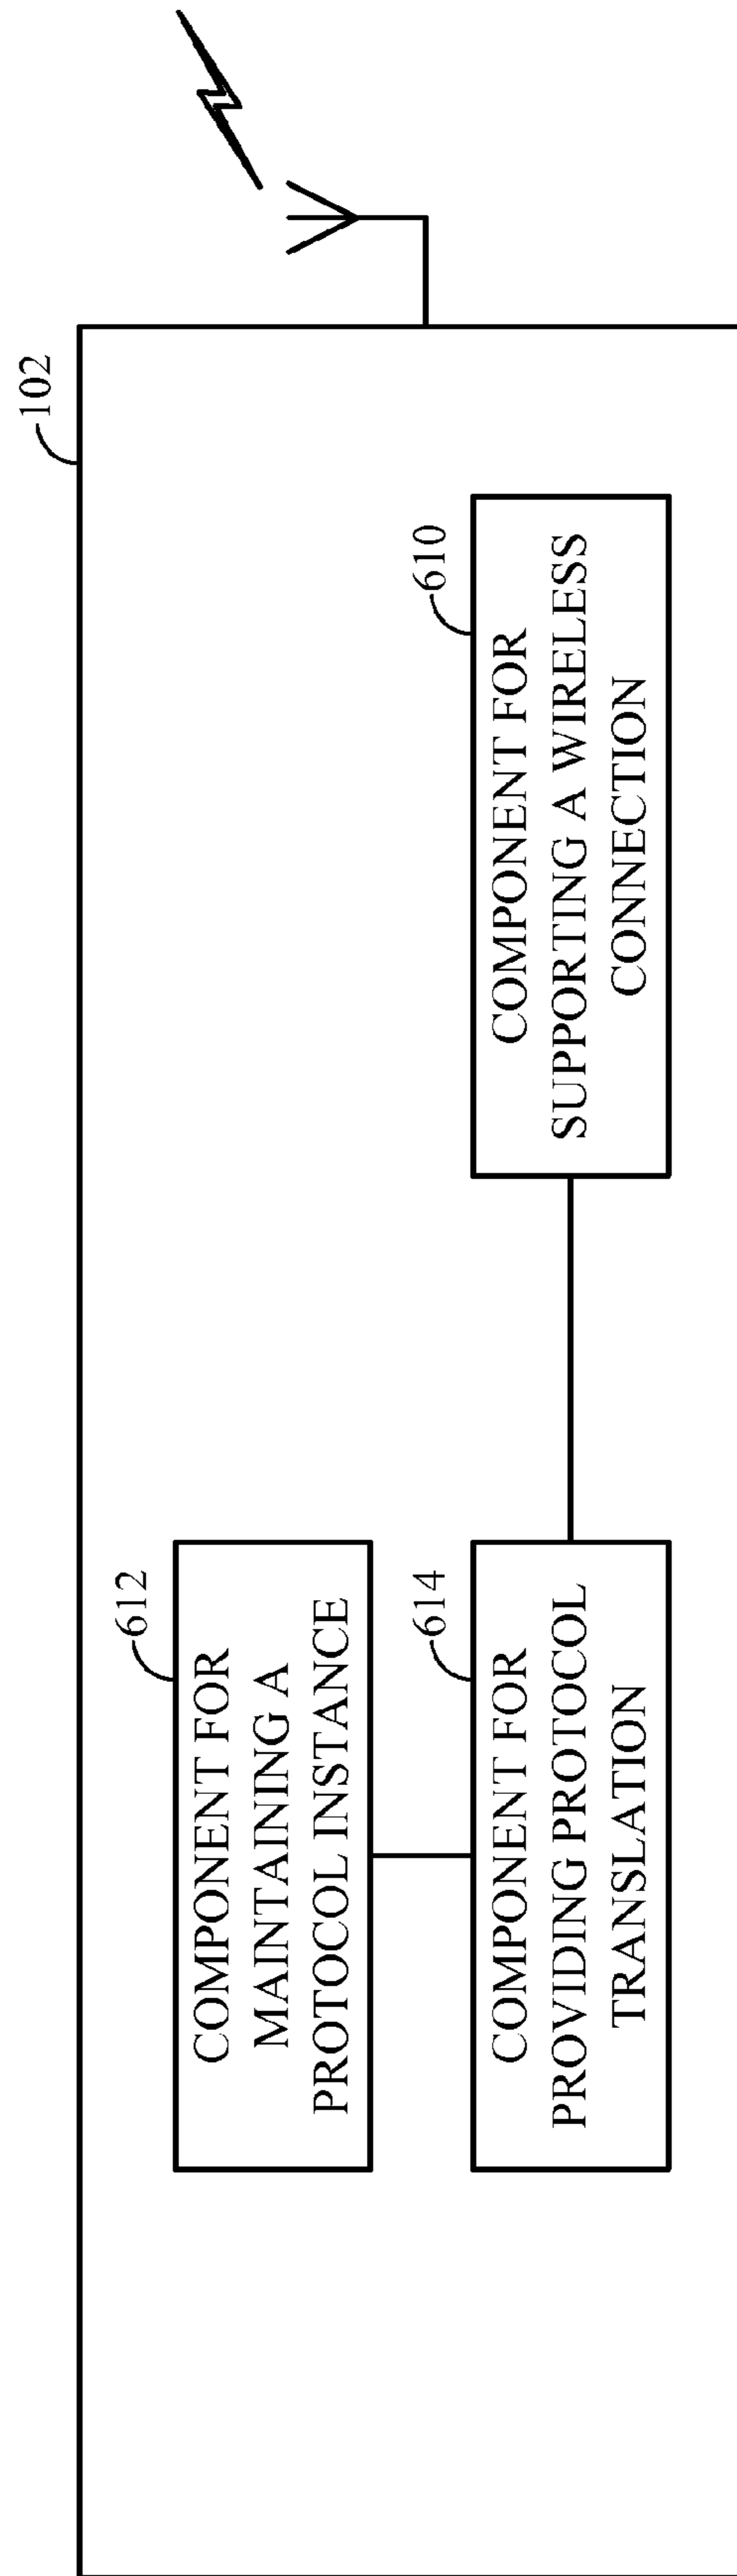 102
612
COMPONENT FOR
MAINTAINING A
PROTOCOL INSTANCE
614
COMPONENT FOR
PROVIDING PROTOCOL
TRANSLATION
610
COMPONENT FOR
SUPPORTING A WIRELESS
CONNECTION